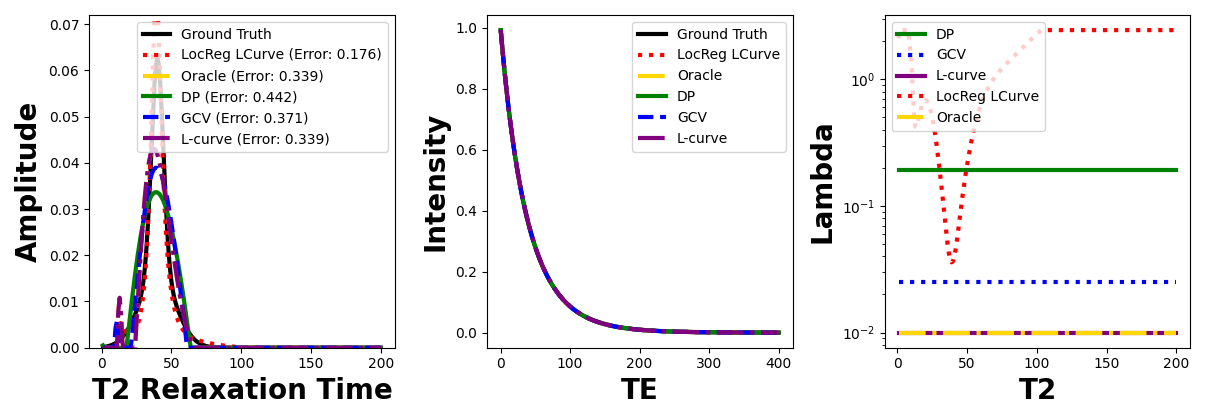 0.07
0.06
0.05
0.04
0.03
0.02
0.01
0.00
Amplitude
0 50 100 150 200
T2 Relaxation Time
Ground Truth
LocReg LCurve (Error: 0.176)
Oracle (Error: 0.339)
DP (Error: 0.442)
GCV (Error: 0.371)
L-curve (Error: 0.339)
1.0
0.8
0.6
0.4
0.2
0.0
Intensity
0 100 200 300 400
TE
Ground Truth
LocReg LCurve
Oracle
DP
GCV
L-curve
10⁰
10⁻¹
10⁻²
Lambda
0 50 100 150 200
T2
DP
GCV
L-curve
LocReg LCurve
Oracle